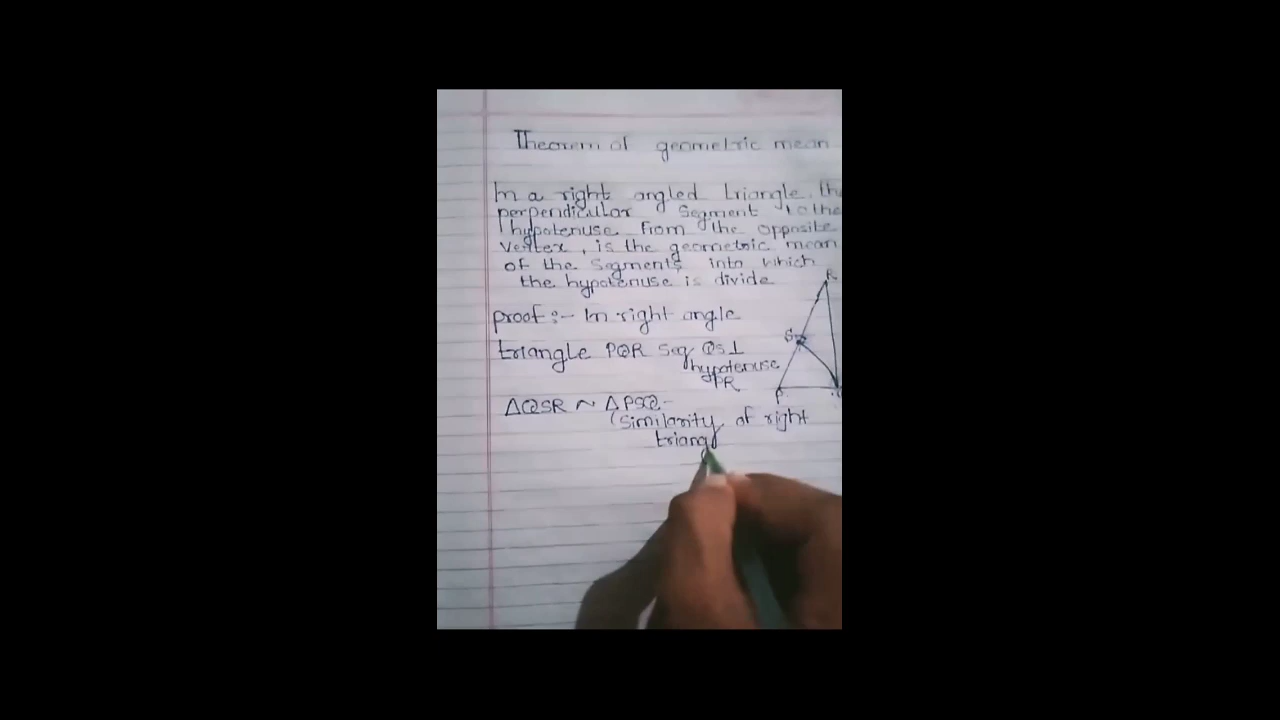 Theorem of geometric mean
In a right angled triangle, the
perpendicular segment to the
hypotenuse from the opposite
vertex, is the geometric mean
of the segments into which
the hypotenuse is divide
R
proof :- In right angle
S
triangle PQR seg QS⊥
hypotenuse
PR
P
ΔQSR ~ ΔPSQ-
(similarity of right
triang